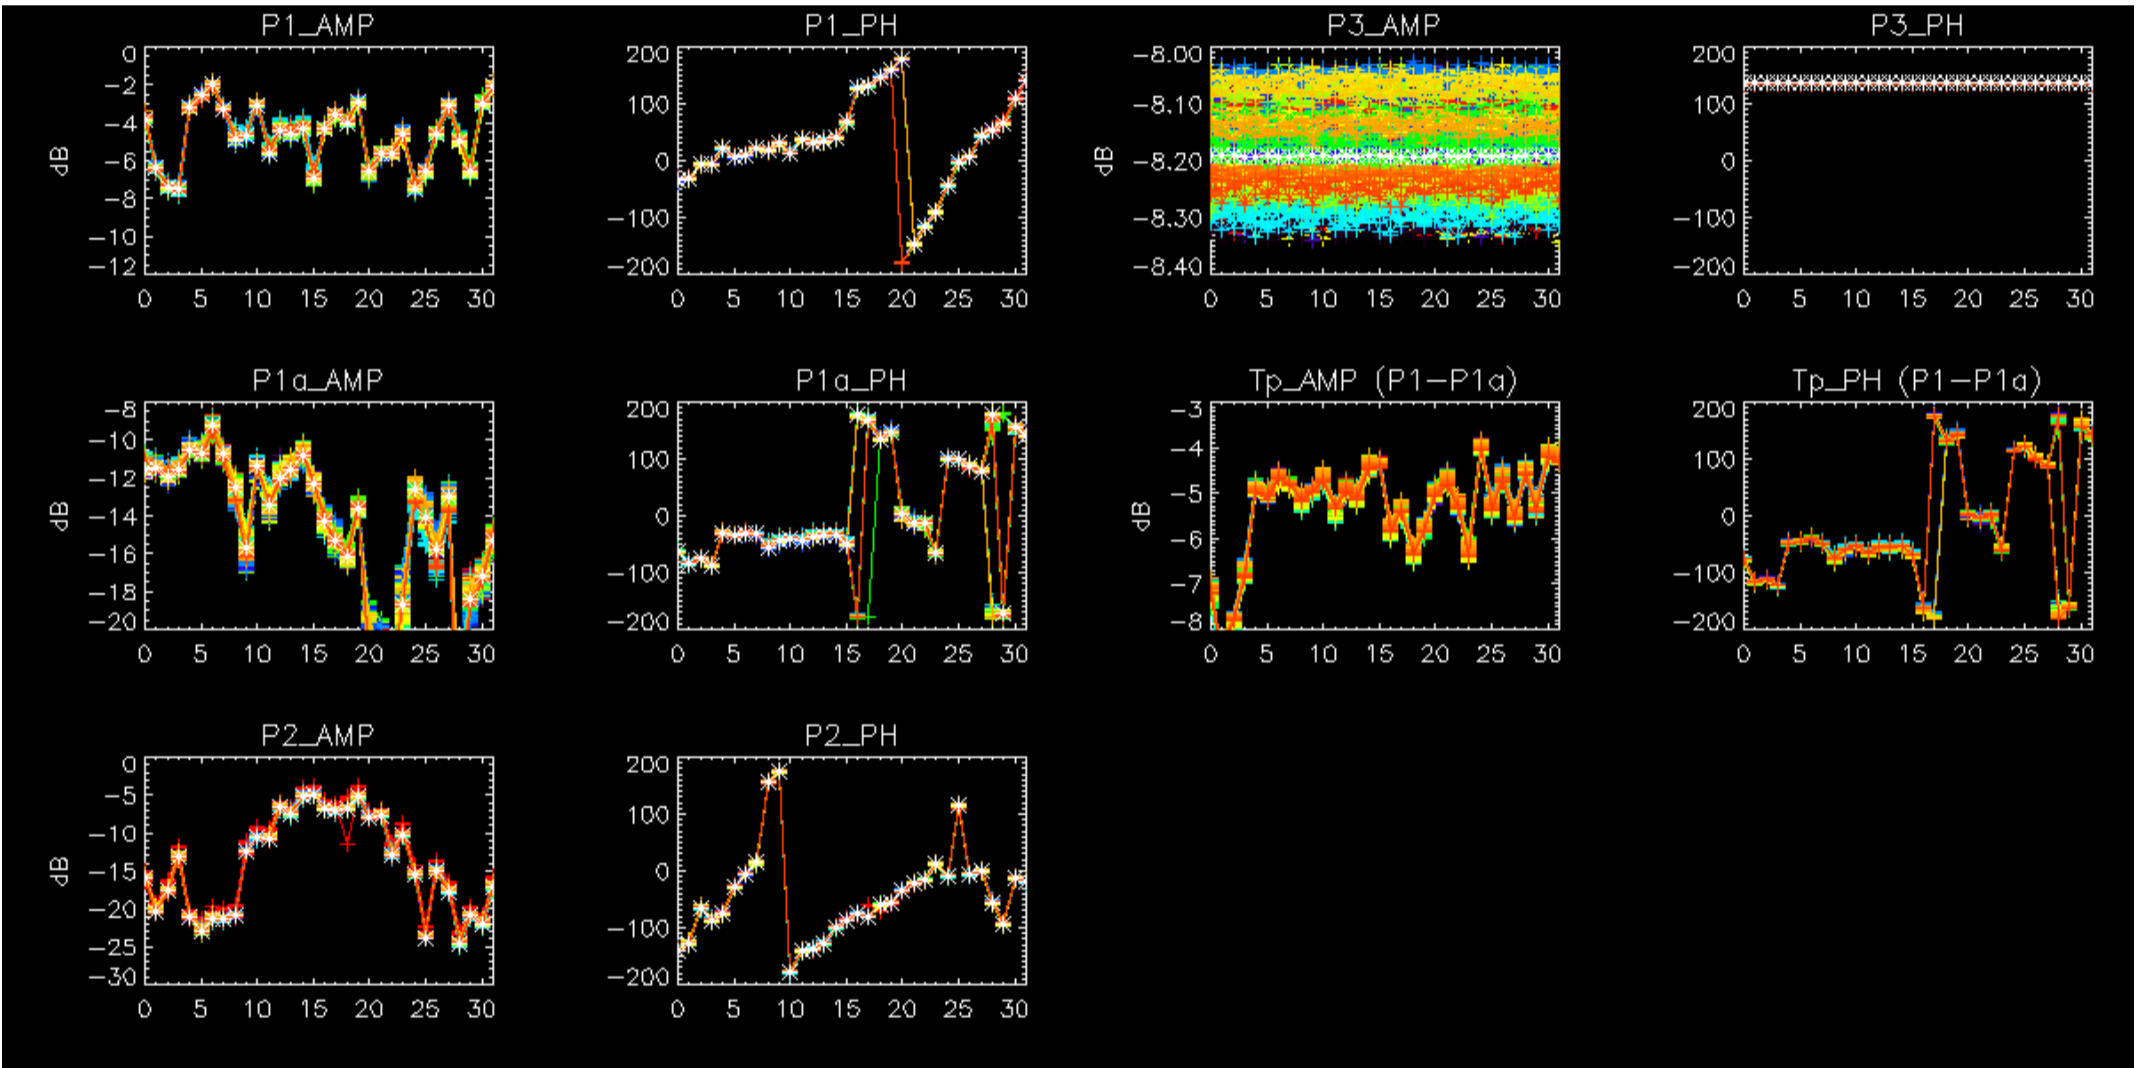 P1_AMP
P1_PH
P3_AMP
P3_PH
0
-2
-4
-6
-8
-10
-12
dB
0 5 10 15 20 25 30
200
100
0
-100
-200
0 5 10 15 20 25 30
-8.00
-8.10
-8.20
-8.30
-8.40
dB
0 5 10 15 20 25 30
200
100
0
-100
-200
0 5 10 15 20 25 30
P1a_AMP
P1a_PH
Tp_AMP (P1-P1a)
Tp_PH (P1-P1a)
-8
-10
-12
-14
-16
-18
-20
dB
0 5 10 15 20 25 30
200
100
0
-100
-200
0 5 10 15 20 25 30
-3
-4
-5
-6
-7
-8
dB
0 5 10 15 20 25 30
200
100
0
-100
-200
0 5 10 15 20 25 30
P2_AMP
P2_PH
0
-5
-10
-15
-20
-25
-30
dB
0 5 10 15 20 25 30
200
100
0
-100
-200
0 5 10 15 20 25 30